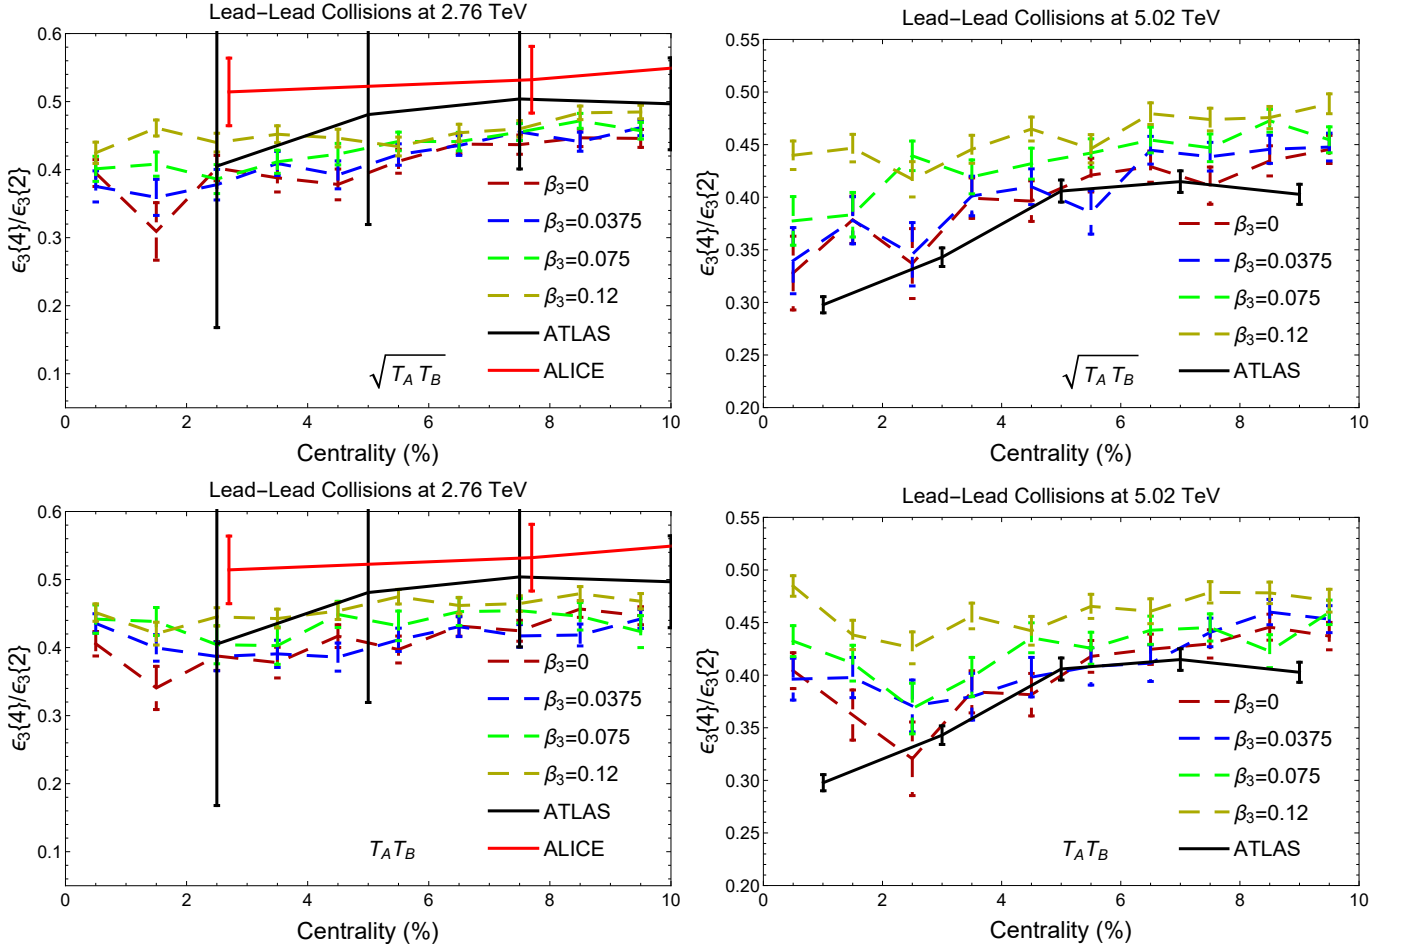 Lead–Lead Collisions at 2.76 TeV
0.6
0.5
0.4
0.3
0.2
0.1
ϵ₃{4}/ϵ₃{2}
β₃=0
β₃=0.0375
β₃=0.075
β₃=0.12
ATLAS
ALICE
√T_A T_B
0 2 4 6 8 10
Centrality (%)
Lead–Lead Collisions at 5.02 TeV
0.55
0.50
0.45
0.40
0.35
0.30
0.25
0.20
ϵ₃{4}/ϵ₃{2}
β₃=0
β₃=0.0375
β₃=0.075
β₃=0.12
ATLAS
√T_A T_B
0 2 4 6 8 10
Centrality (%)
Lead–Lead Collisions at 2.76 TeV
0.6
0.5
0.4
0.3
0.2
0.1
ϵ₃{4}/ϵ₃{2}
β₃=0
β₃=0.0375
β₃=0.075
β₃=0.12
ATLAS
ALICE
T_A T_B
0 2 4 6 8 10
Centrality (%)
Lead–Lead Collisions at 5.02 TeV
0.55
0.50
0.45
0.40
0.35
0.30
0.25
0.20
ϵ₃{4}/ϵ₃{2}
β₃=0
β₃=0.0375
β₃=0.075
β₃=0.12
ATLAS
T_A T_B
0 2 4 6 8 10
Centrality (%)